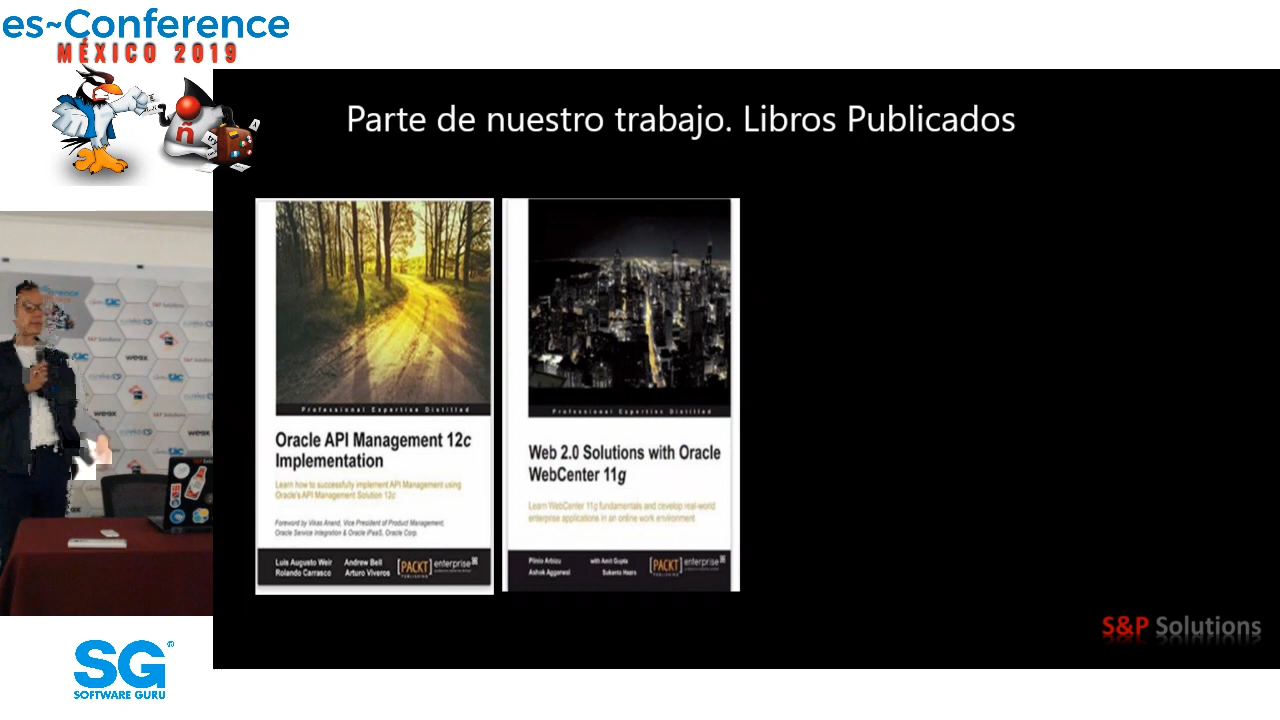 es~Conference
MÉXICO 2019
ñ
Parte de nuestro trabajo. Libros Publicados
Professional Expertise Distilled
Oracle API Management 12c
Implementation
Learn how to successfully implement API Management using
Oracle's API Management Solution 12c
Foreword by Vikas Anand, Vice President of Product Management,
Oracle Service Integration & Oracle iPaaS, Oracle Corp.
Luis Augusto Weir Andrew Bell
Rolando Carrasco Arturo Viveros
[PACKT] enterprise
PUBLISHING
Professional Expertise Distilled
Web 2.0 Solutions with Oracle
WebCenter 11g
Learn WebCenter 11g fundamentals and develop real-world
enterprise applications in an online work environment
Plinio Arbizu with Amit Gupta
Ashok Aggarwal Sukanta Hazra
[PACKT] enterprise
PUBLISHING
S&P Solutions
weox
weox
weox
SG®
SOFTWARE GURU